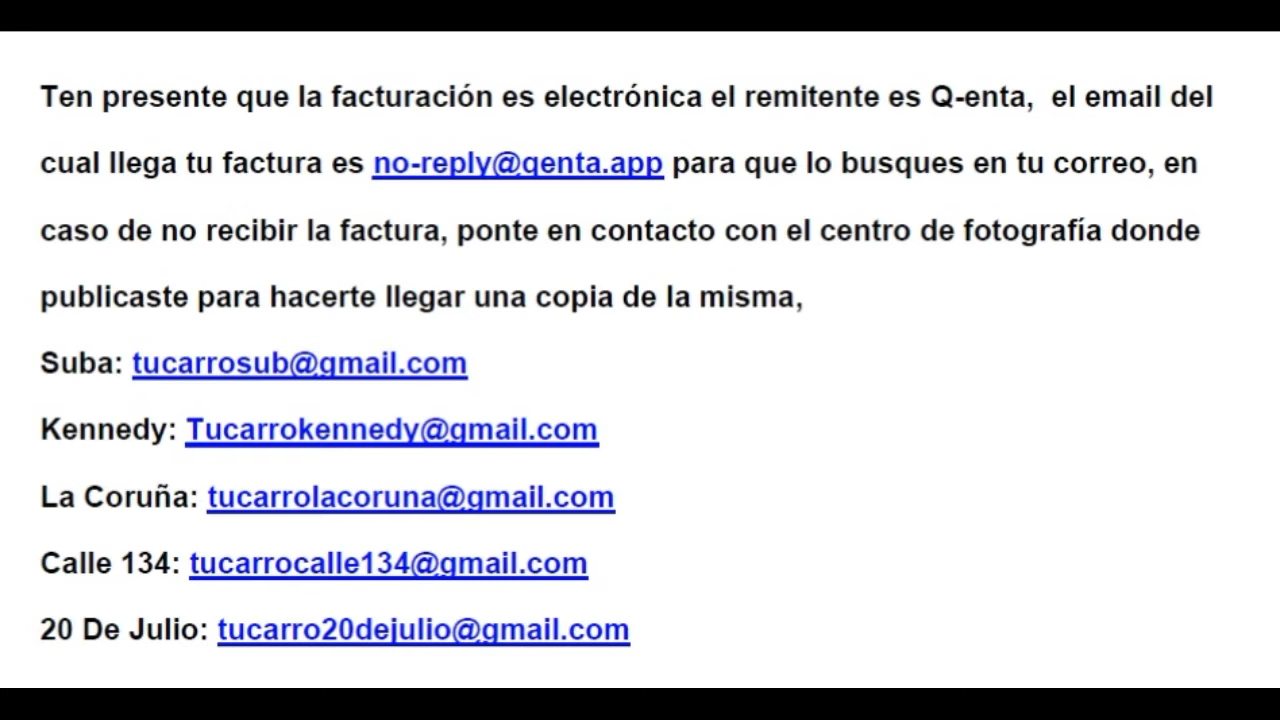 Ten presente que la facturación es electrónica el remitente es Q-enta,  el email del
cual llega tu factura es no-reply@qenta.app para que lo busques en tu correo, en
caso de no recibir la factura, ponte en contacto con el centro de fotografía donde
publicaste para hacerte llegar una copia de la misma,
Suba: tucarrosub@gmail.com
Kennedy: Tucarrokennedy@gmail.com
La Coruña: tucarrolacoruna@gmail.com
Calle 134: tucarrocalle134@gmail.com
20 De Julio: tucarro20dejulio@gmail.com